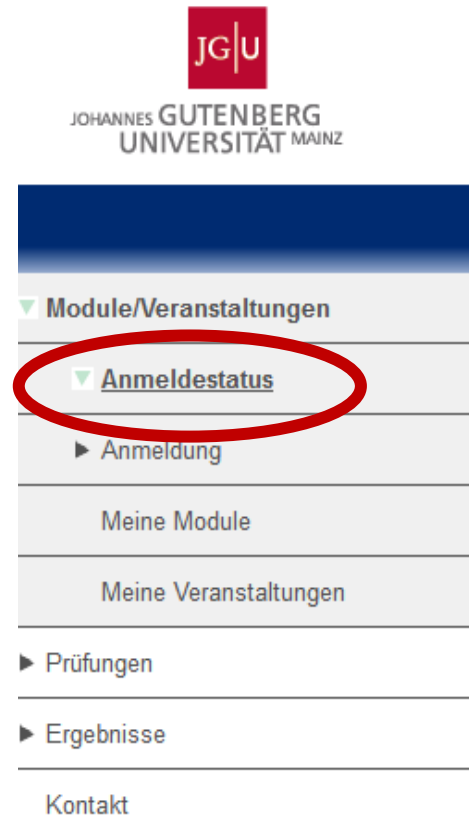 JG|U
JOHANNES GUTENBERG
UNIVERSITÄT MAINZ
Module/Veranstaltungen
Anmeldestatus
Anmeldung
Meine Module
Meine Veranstaltungen
Prüfungen
Ergebnisse
Kontakt